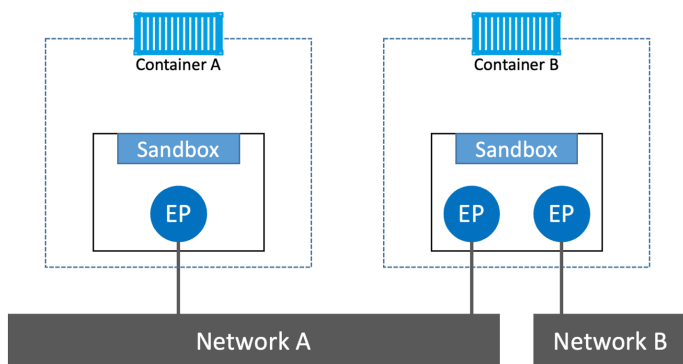 Container A
Container B
Sandbox
Sandbox
EP
EP
EP
Network A
Network B